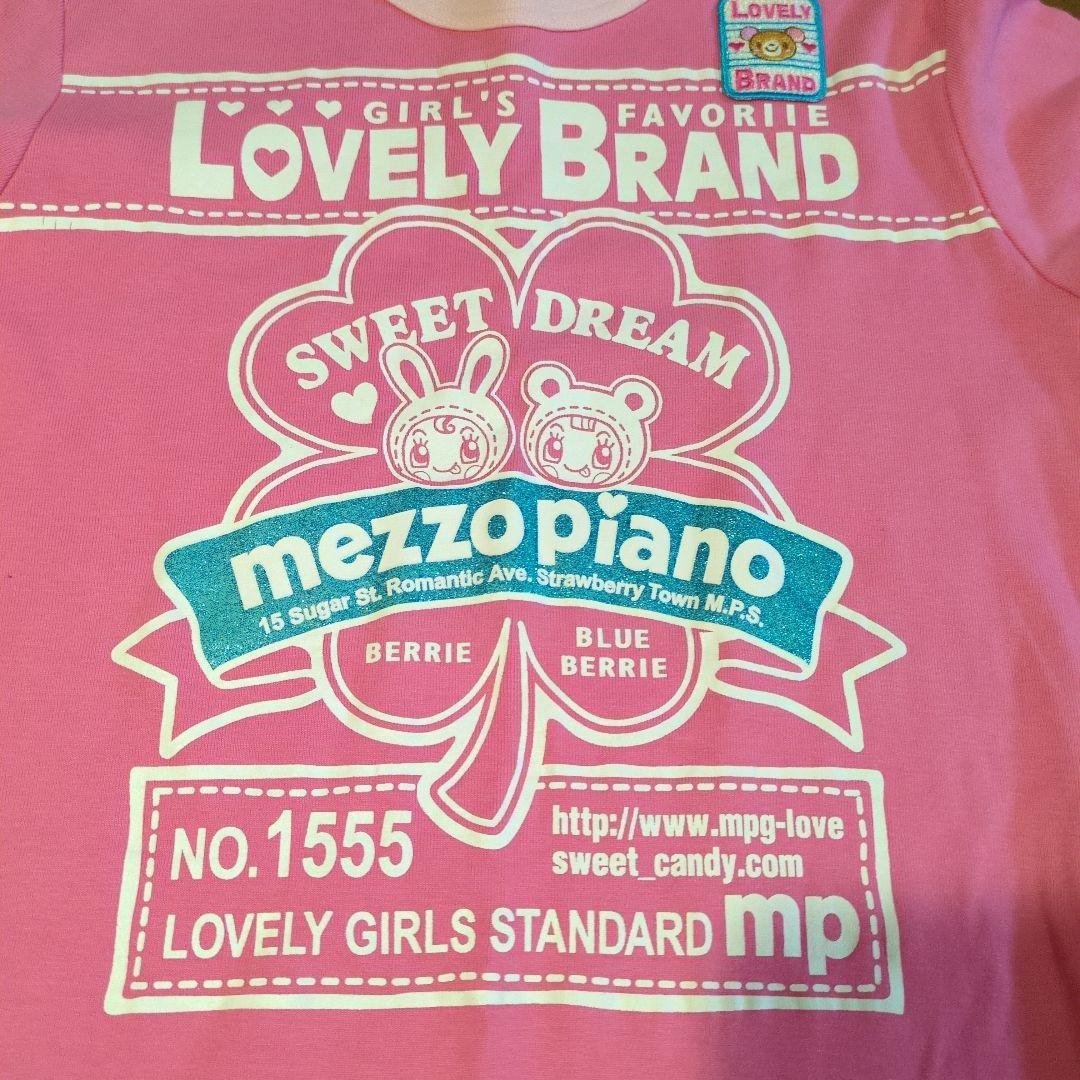 LOVELY
BRAND
GIRL'S FAVORIIE
LOVELY BRAND
SWEET DREAM
mezzo piano
15 Sugar St. Romantic Ave. Strawberry Town M.P.S.
BERRIE
BLUE
BERRIE
NO.1555
http://www.mpg-love
sweet_candy.com
LOVELY GIRLS STANDARD mp